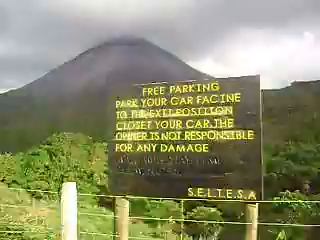 FREE PARKING
PARK YOUR CAR FACINE
TO THE EXIT POSITION
CLOSET YOUR CAR.THE
OWNER IS NOT RESPONSIBLE
FOR ANY DAMAGE
S.E.L.T.E.S.A